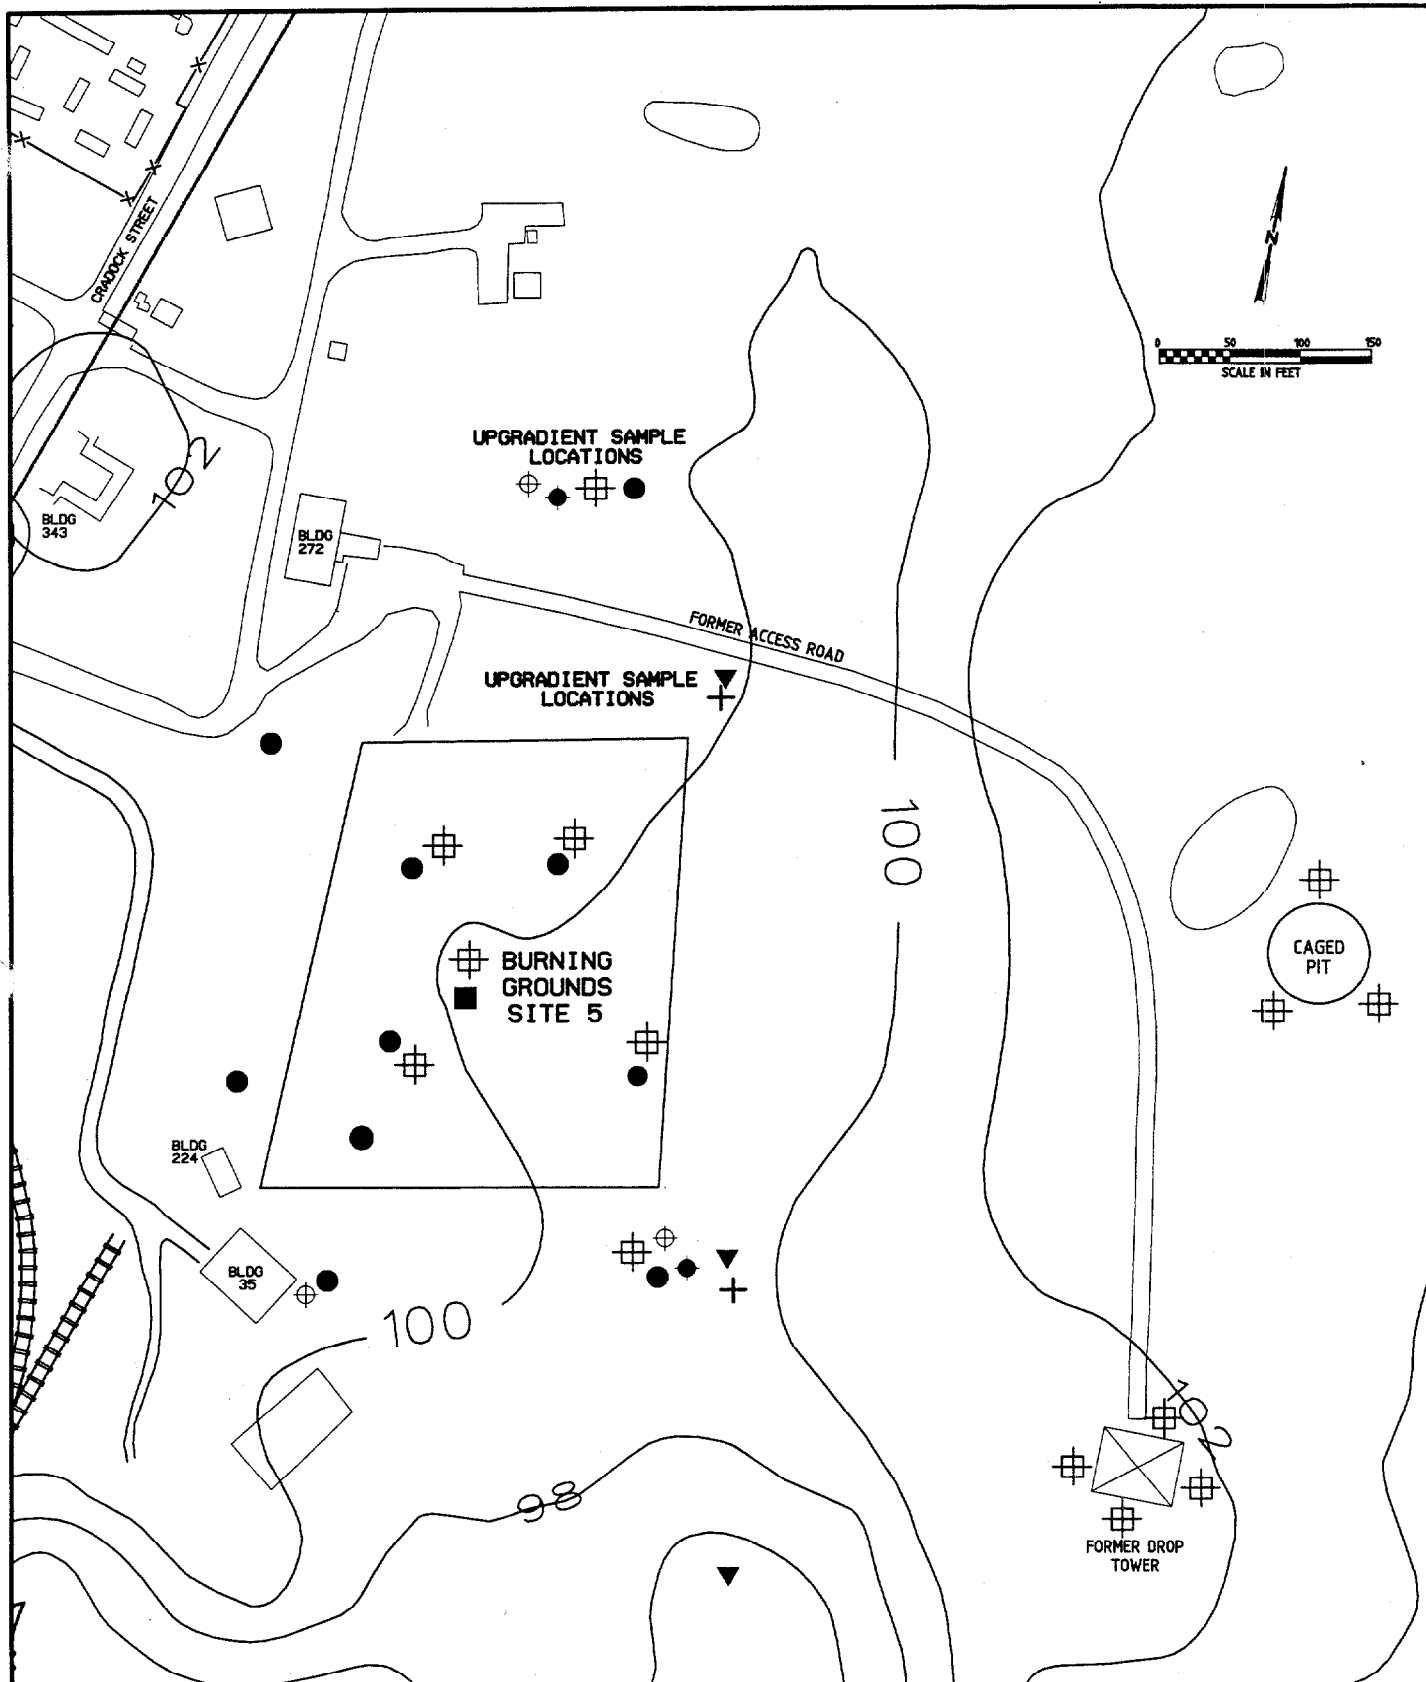 CRADOCK STREET
N
0 50 100 150
SCALE IN FEET
UPGRADIENT SAMPLE
LOCATIONS
102
BLDG
343
BLDG
272
FORMER ACCESS ROAD
UPGRADIENT SAMPLE
LOCATIONS
100
CAGED
PIT
BURNING
GROUNDS
SITE 5
BLDG
224
BLDG
35
100
102
98
FORMER DROP
TOWER